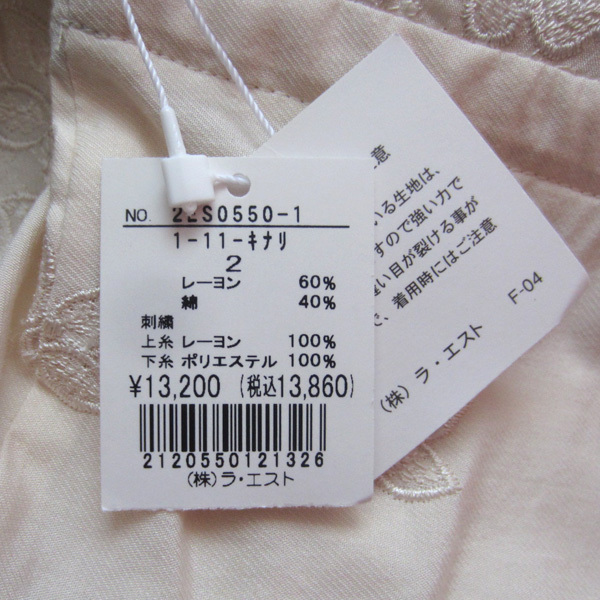 NO. 22S0550-1
1-11-キナリ
2
レーヨン 60%
綿 40%
刺繍
上糸 レーヨン 100%
下糸 ポリエステル 100%
¥13,200 (税込13,860)
2120550121326
(株)ラ・エスト
意
いる生地は、
すので強い力で
い目が裂ける事が
で、着用時にはご注意
F-04
(株)ラ・エスト